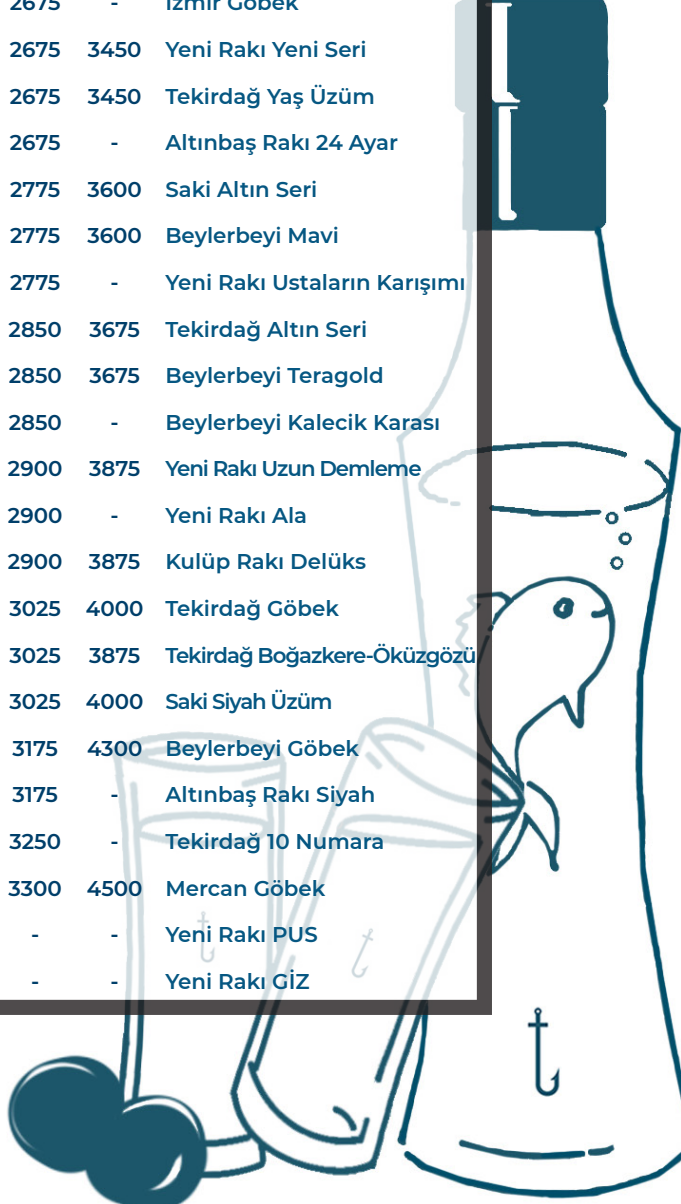 2675 - İzmir Göbek
2675 3450 Yeni Rakı Yeni Seri
2675 3450 Tekirdağ Yaş Üzüm
2675 - Altınbaş Rakı 24 Ayar
2775 3600 Saki Altın Seri
2775 3600 Beylerbeyi Mavi
2775 - Yeni Rakı Ustaların Karışımı
2850 3675 Tekirdağ Altın Seri
2850 3675 Beylerbeyi Teragold
2850 - Beylerbeyi Kalecik Karası
2900 3875 Yeni Rakı Uzun Demleme
2900 - Yeni Rakı Ala
2900 3875 Kulüp Rakı Delüks
3025 4000 Tekirdağ Göbek
3025 3875 Tekirdağ Boğazkere-Öküzgözü
3025 4000 Saki Siyah Üzüm
3175 4300 Beylerbeyi Göbek
3175 - Altınbaş Rakı Siyah
3250 - Tekirdağ 10 Numara
3300 4500 Mercan Göbek
- - Yeni Rakı PUS
- - Yeni Rakı GİZ